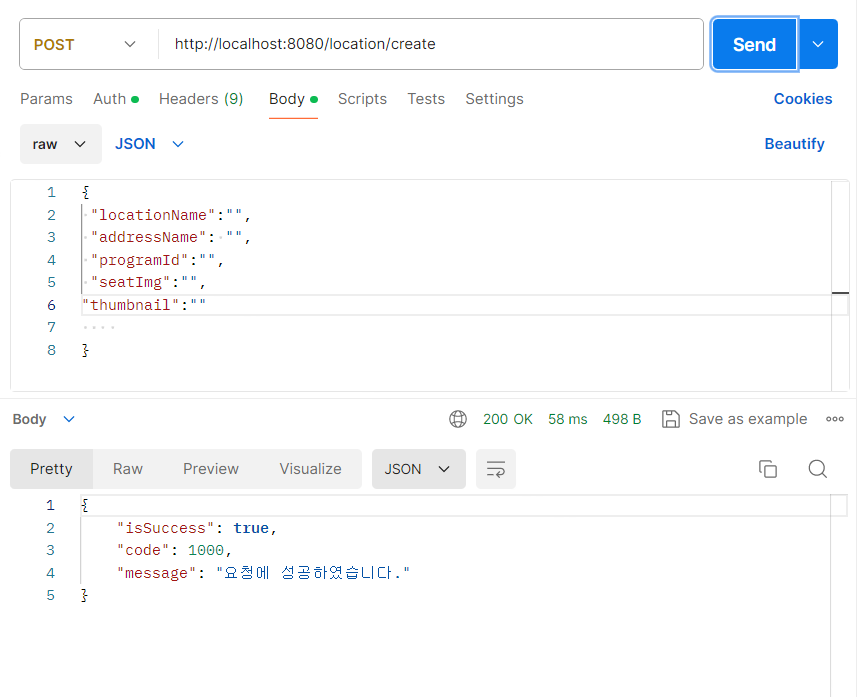 POST http://localhost:8080/location/create Send
Params Auth Headers (9) Body Scripts Tests Settings Cookies
raw JSON Beautify
1 {
2 "locationName":"",
3 "addressName": "",
4 "programId":"",
5 "seatImg":"",
6 "thumbnail":""
7
8 }
Body 200 OK 58 ms 498 B Save as example
Pretty Raw Preview Visualize JSON
1 {
2 "isSuccess": true,
3 "code": 1000,
4 "message": "요청에 성공하였습니다."
5 }